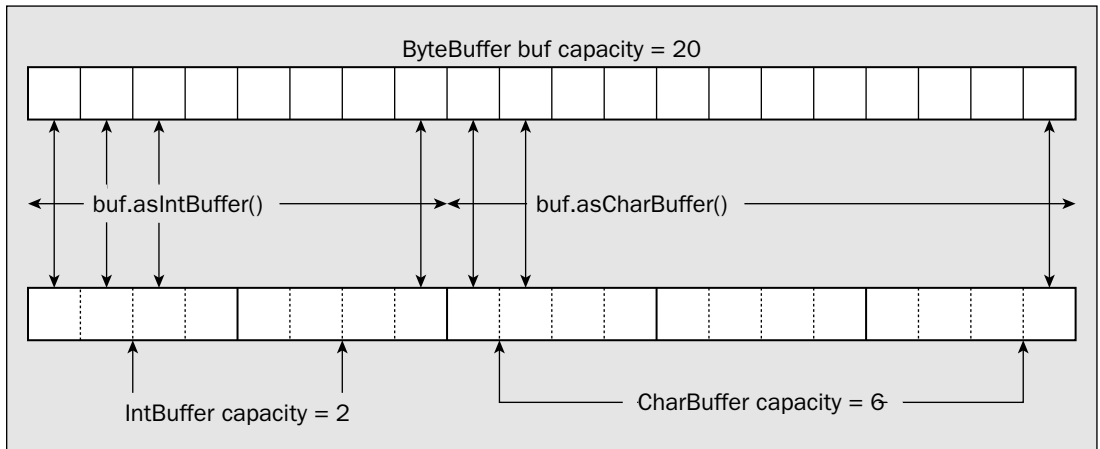 ByteBuffer buf capacity = 20
buf.asIntBuffer()
buf.asCharBuffer()
IntBuffer capacity = 2
CharBuffer capacity = 6